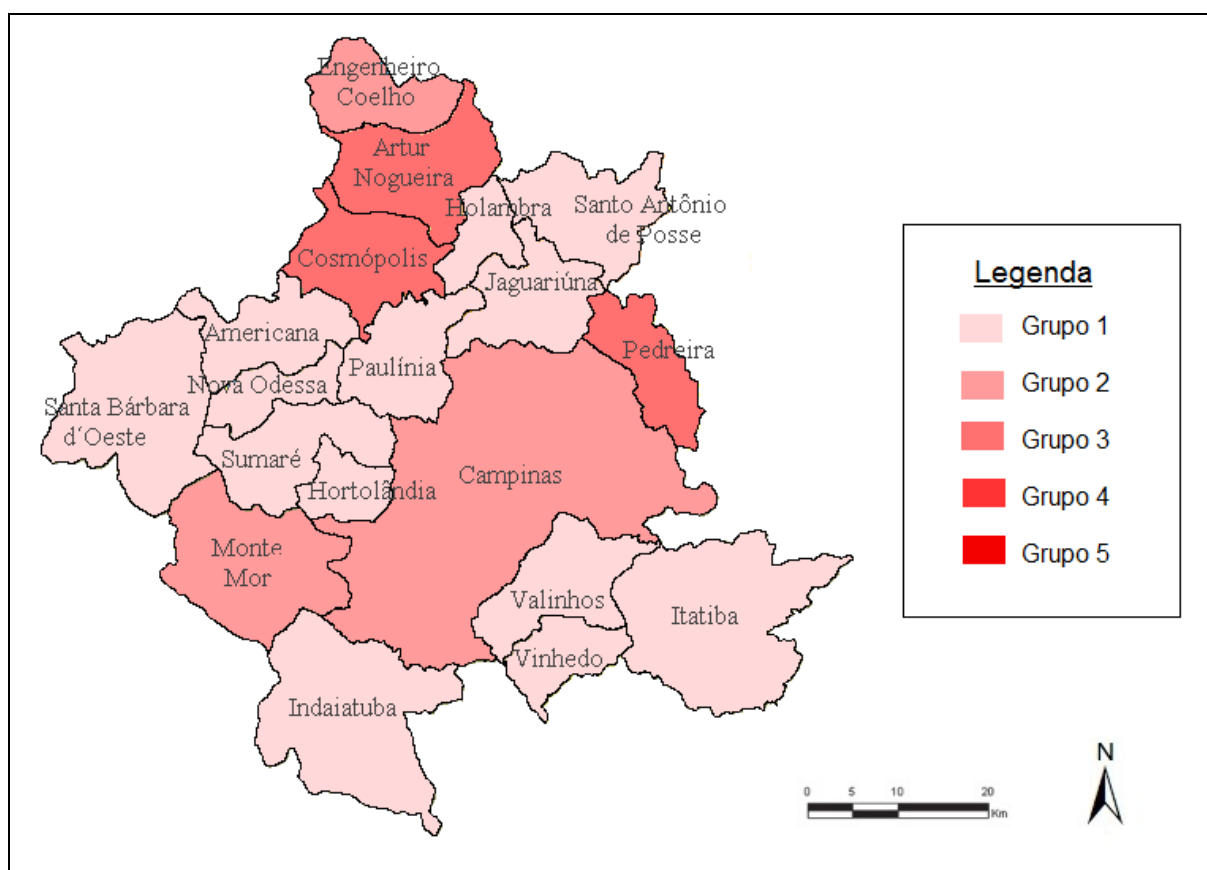 Engenheiro
Coelho
Artur
Nogueira
Holambra
Santo Antônio
de Posse
Cosmópolis
Jaguariúna
Americana
Pedreira
Paulínia
Nova Odessa
Santa Bárbara
d´Oeste
Sumaré
Hortolândia
Campinas
Monte
Mor
Valinhos
Itatiba
Vinhedo
Indaiatuba
Legenda
Grupo 1
Grupo 2
Grupo 3
Grupo 4
Grupo 5
0 5 10 20
Km
N